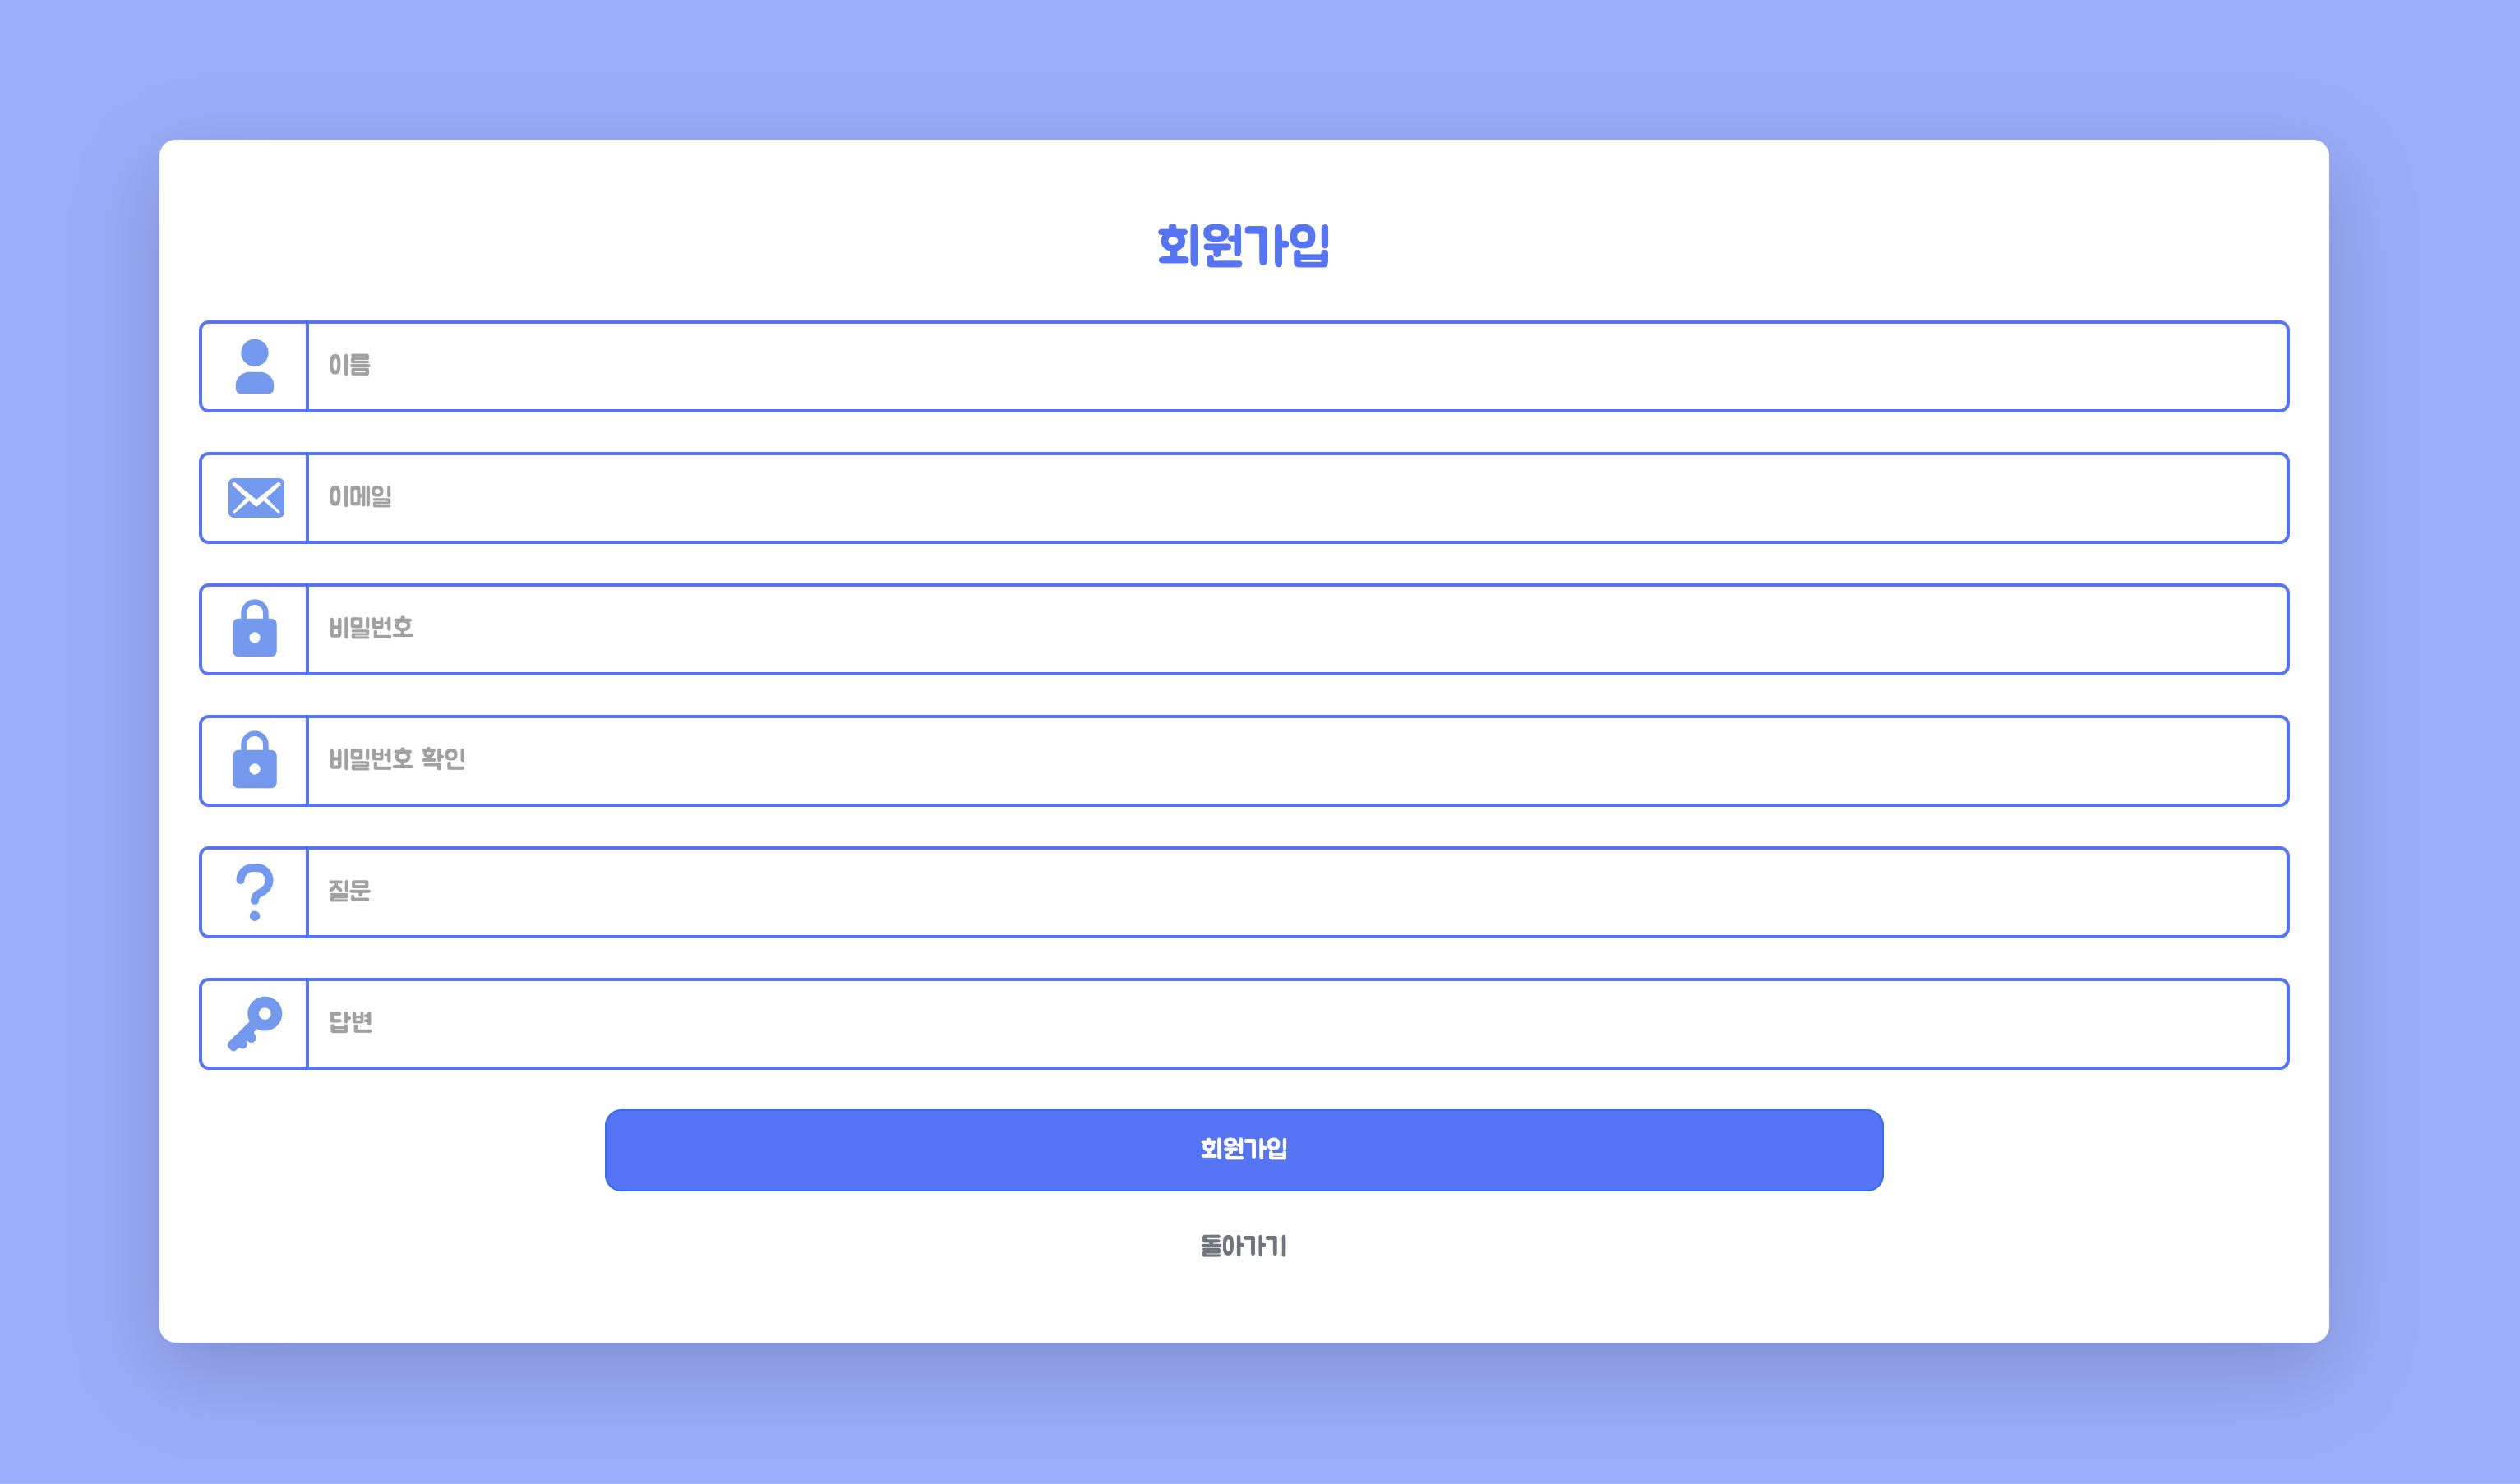 회원가입
이름
이메일
비밀번호
비밀번호 확인
질문
답변
회원가입
돌아가기